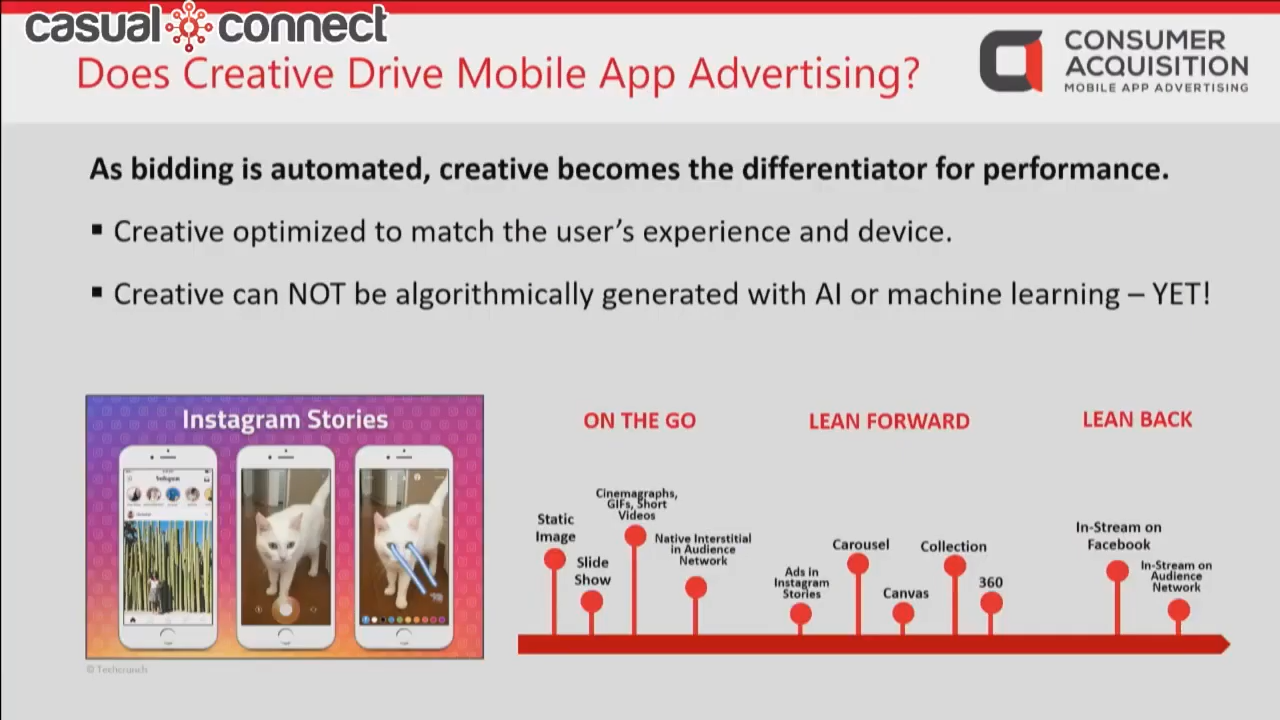 casual connect
Does Creative Drive Mobile App Advertising?
CONSUMER
ACQUISITION
MOBILE APP ADVERTISING
As bidding is automated, creative becomes the differentiator for performance.
▪ Creative optimized to match the user's experience and device.
▪ Creative can NOT be algorithmically generated with AI or machine learning – YET!
Instagram Stories
Instagram
© Techcrunch
ON THE GO
Static
Image
Slide
Show
Cinemagraphs,
GIFs, Short
Videos
Native Interstitial
in Audience
Network
LEAN FORWARD
Ads in
Instagram
Stories
Carousel
Canvas
Collection
360
LEAN BACK
In-Stream on
Facebook
In-Stream on
Audience
Network